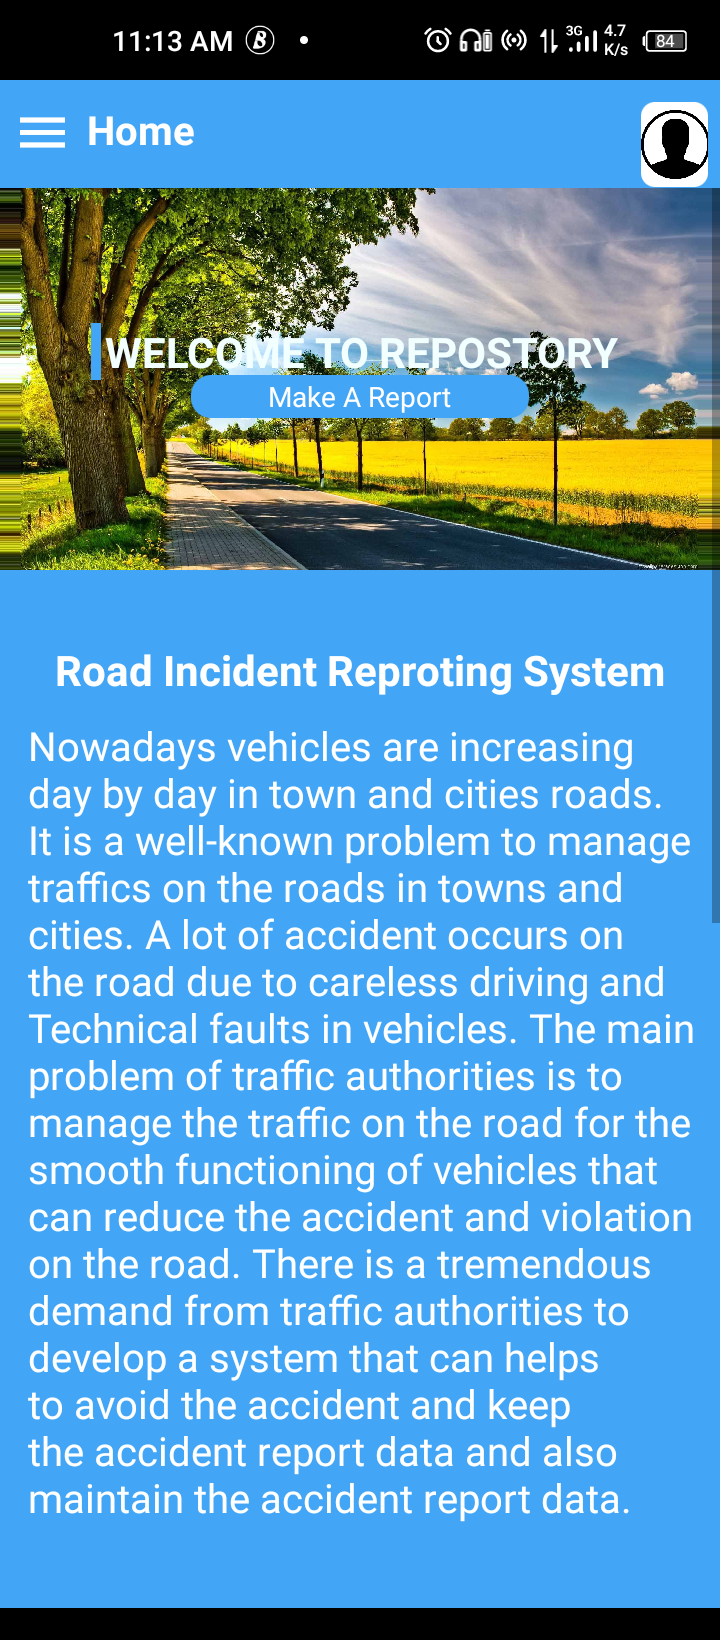 11:13 AM
3G 4.7 K/s 84
Home
WELCOME TO REPOSTORY
Make A Report
Road Incident Reproting System
Nowadays vehicles are increasing
day by day in town and cities roads.
It is a well-known problem to manage
traffics on the roads in towns and
cities. A lot of accident occurs on
the road due to careless driving and
Technical faults in vehicles. The main
problem of traffic authorities is to
manage the traffic on the road for the
smooth functioning of vehicles that
can reduce the accident and violation
on the road. There is a tremendous
demand from traffic authorities to
develop a system that can helps
to avoid the accident and keep
the accident report data and also
maintain the accident report data.